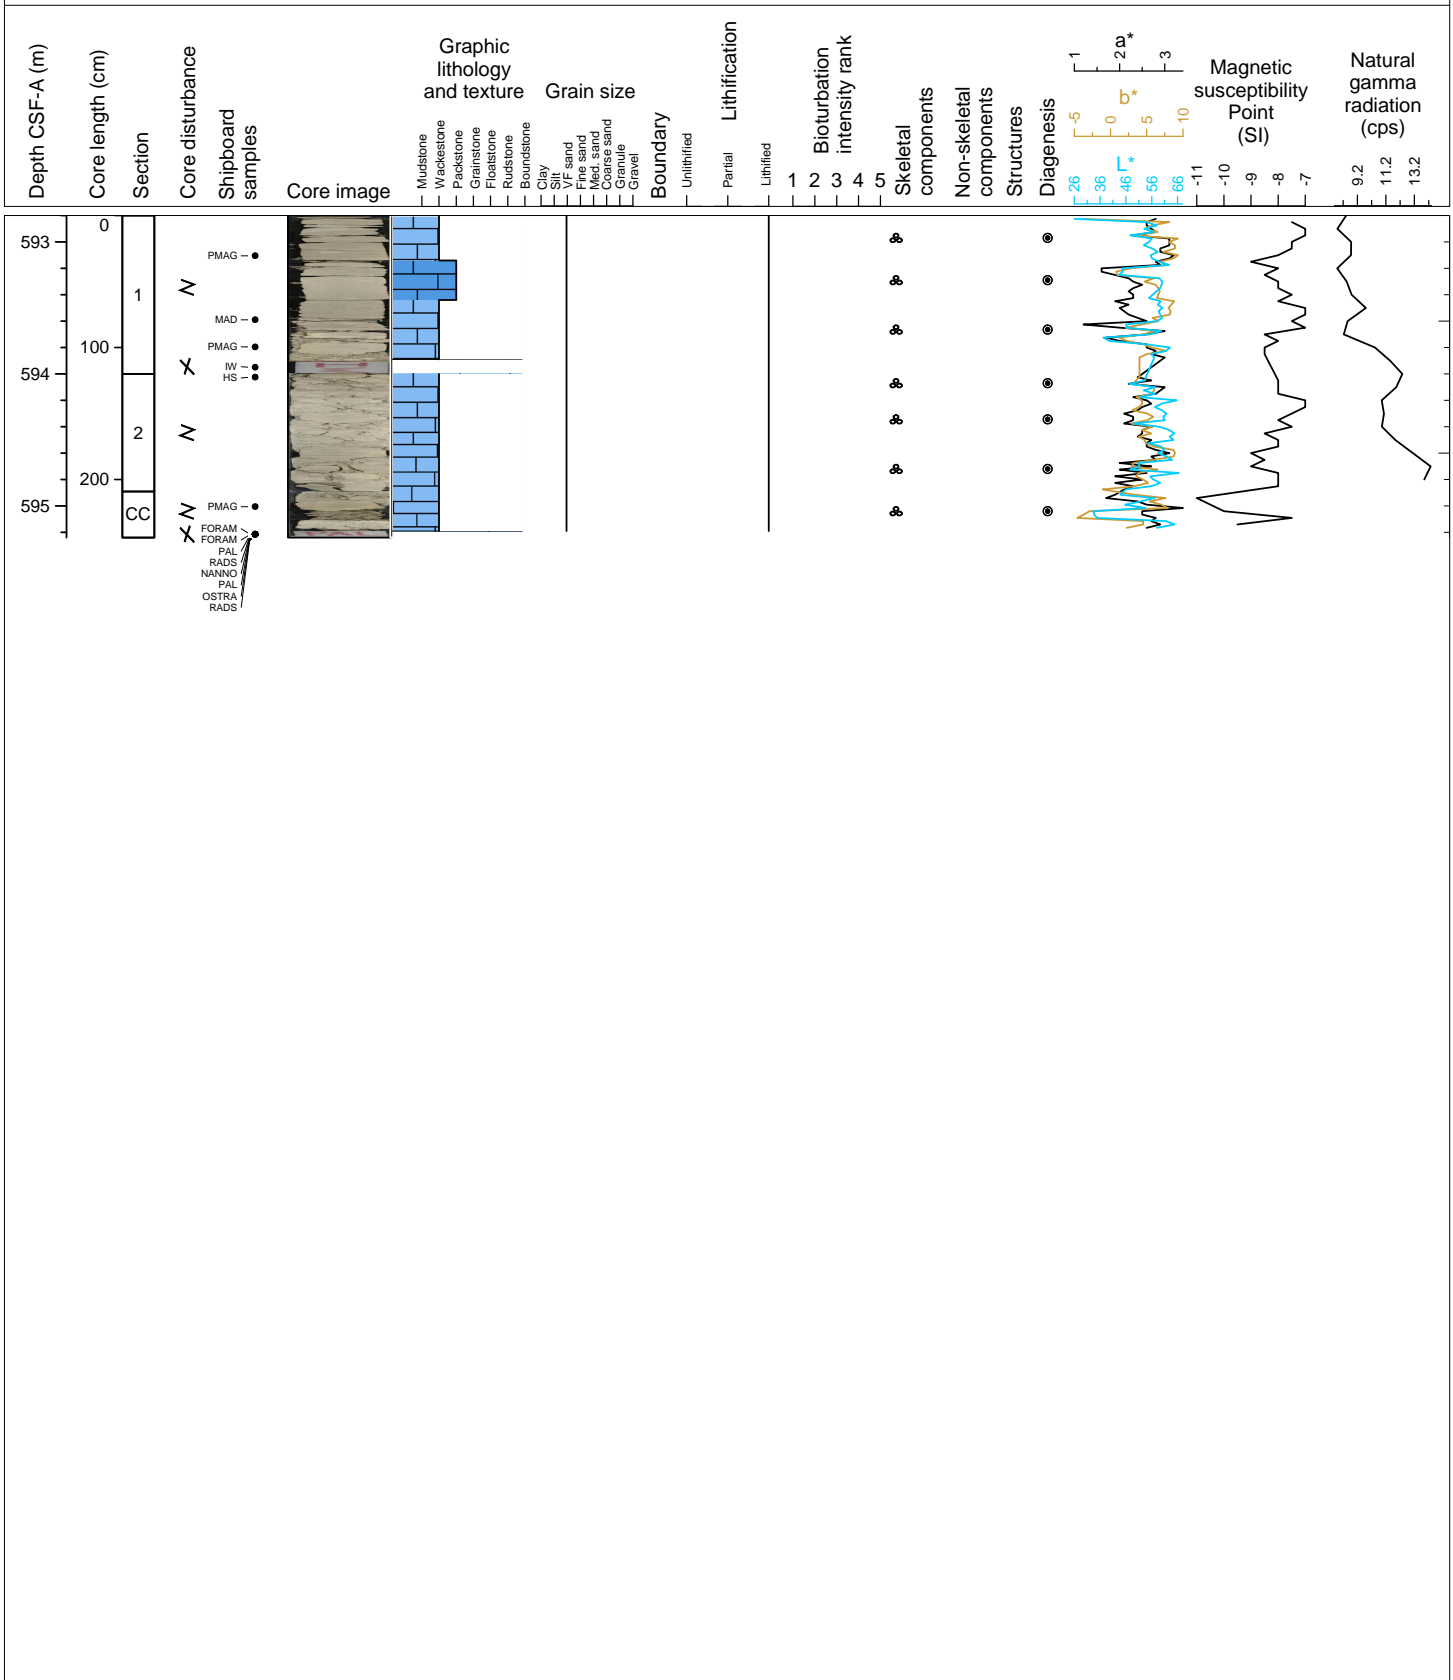 Depth CSF-A (m)
Core length (cm)
Section
Core disturbance
Shipboard
samples
Core image
Graphic
lithology
and texture
Mudstone
Wackestone
Packstone
Grainstone
Floatstone
Rudstone
Boundstone
Grain size
Clay
Silt
VF sand
Fine sand
Med. sand
Coarse sand
Granule
Gravel
Boundary
Lithification
Unlithified
Partial
Lithified
Bioturbation
intensity rank
1 2 3 4 5
Skeletal
components
Non-skeletal
components
Structures
Diagenesis
a*
1 2 3
b*
-5 0 5 10
L*
26 36 46 56 66
Magnetic
susceptibility
Point
(SI)
-11 -10 -9 -8 -7
Natural
gamma
radiation
(cps)
9.2 11.2 13.2
593
594
595
0
100
200
1
2
CC
PMAG
MAD
PMAG
IW
HS
PMAG
FORAM
FORAM
PAL
RADS
NANNO
PAL
OSTRA
RADS